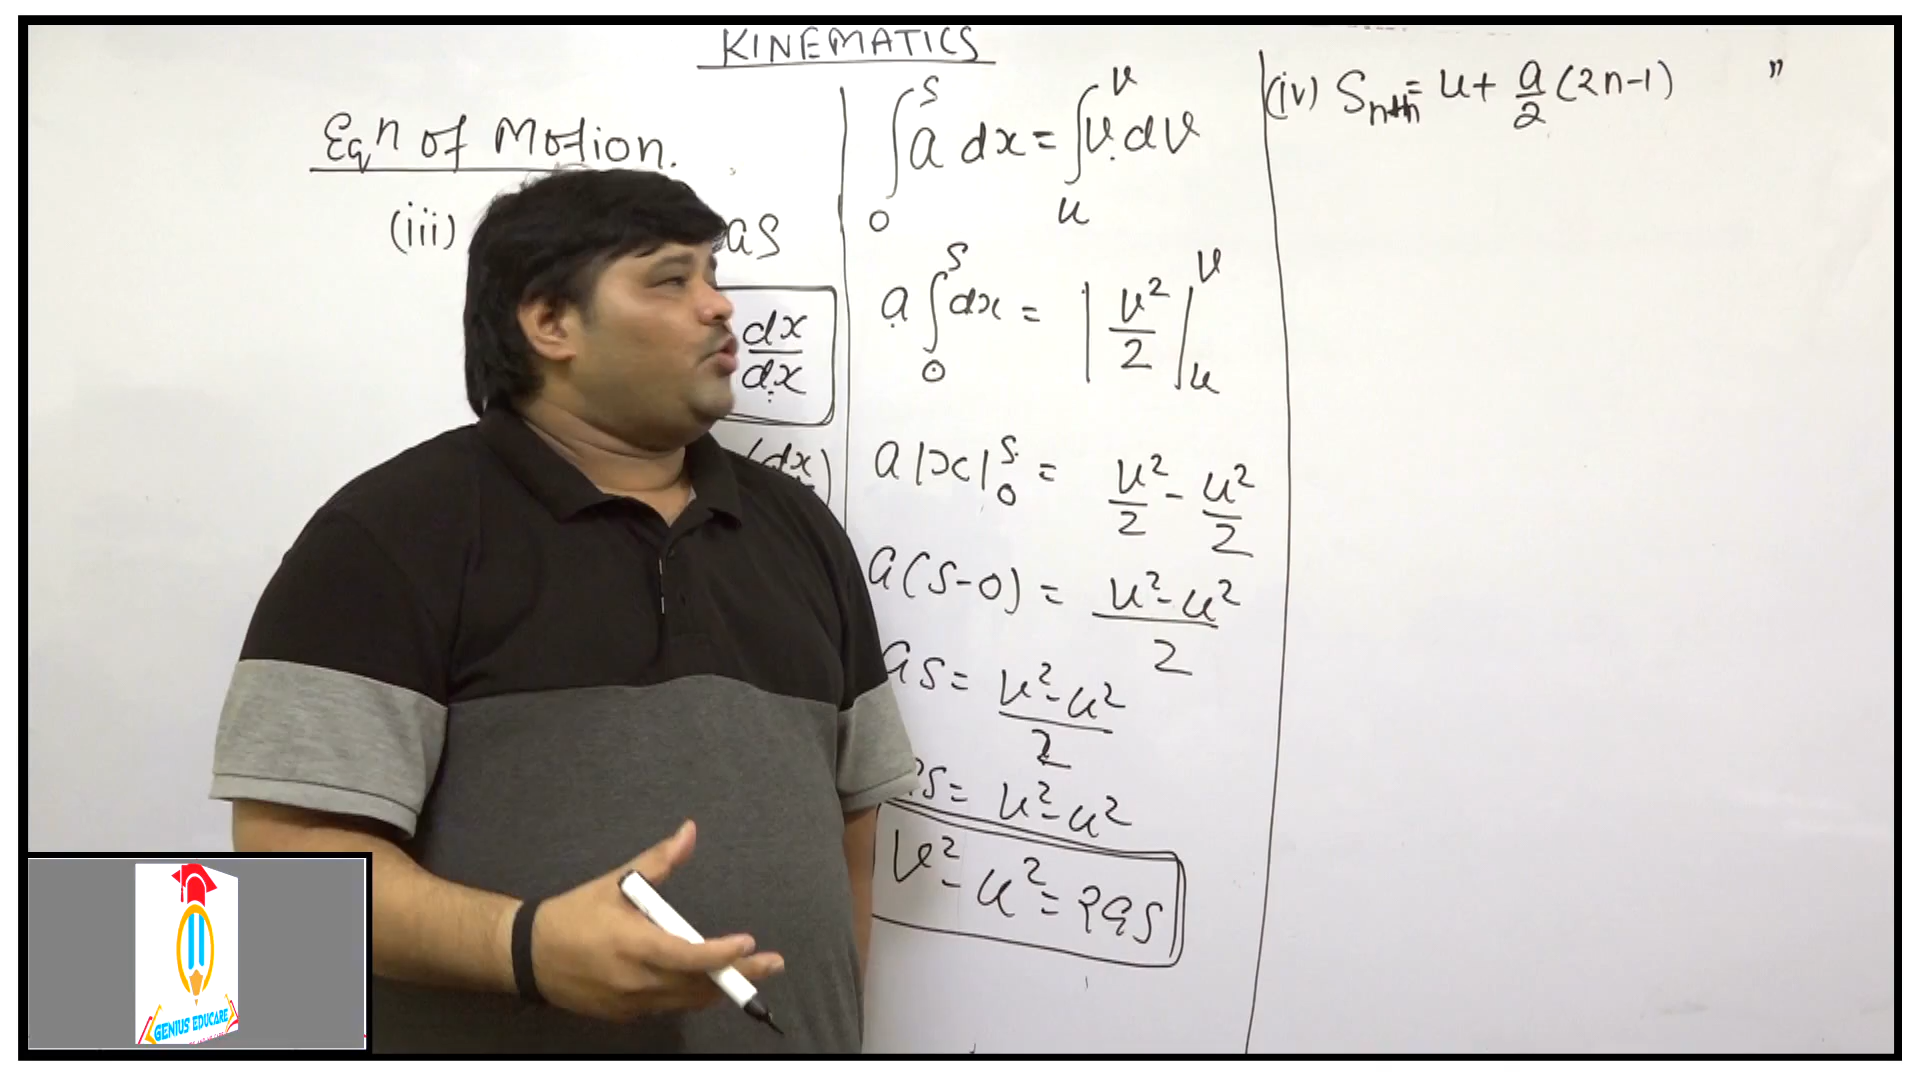 KINEMATICS
Eqn of Motion.
(iii) as
dx
dx
(dx)
∫₀ˢ a dx = ∫ᵤᵛ v.dv
a ∫₀ˢ dx = | v²/2 |ᵤᵛ
a |x|₀ˢ = v²/2 - u²/2
a(s-0) = v²-u²/2
as = v²-u²/2
s = v²-u²
v²-u² = 2as
(iv) Snth = u + a/2 (2n-1) "
GENIUS EDUCARE